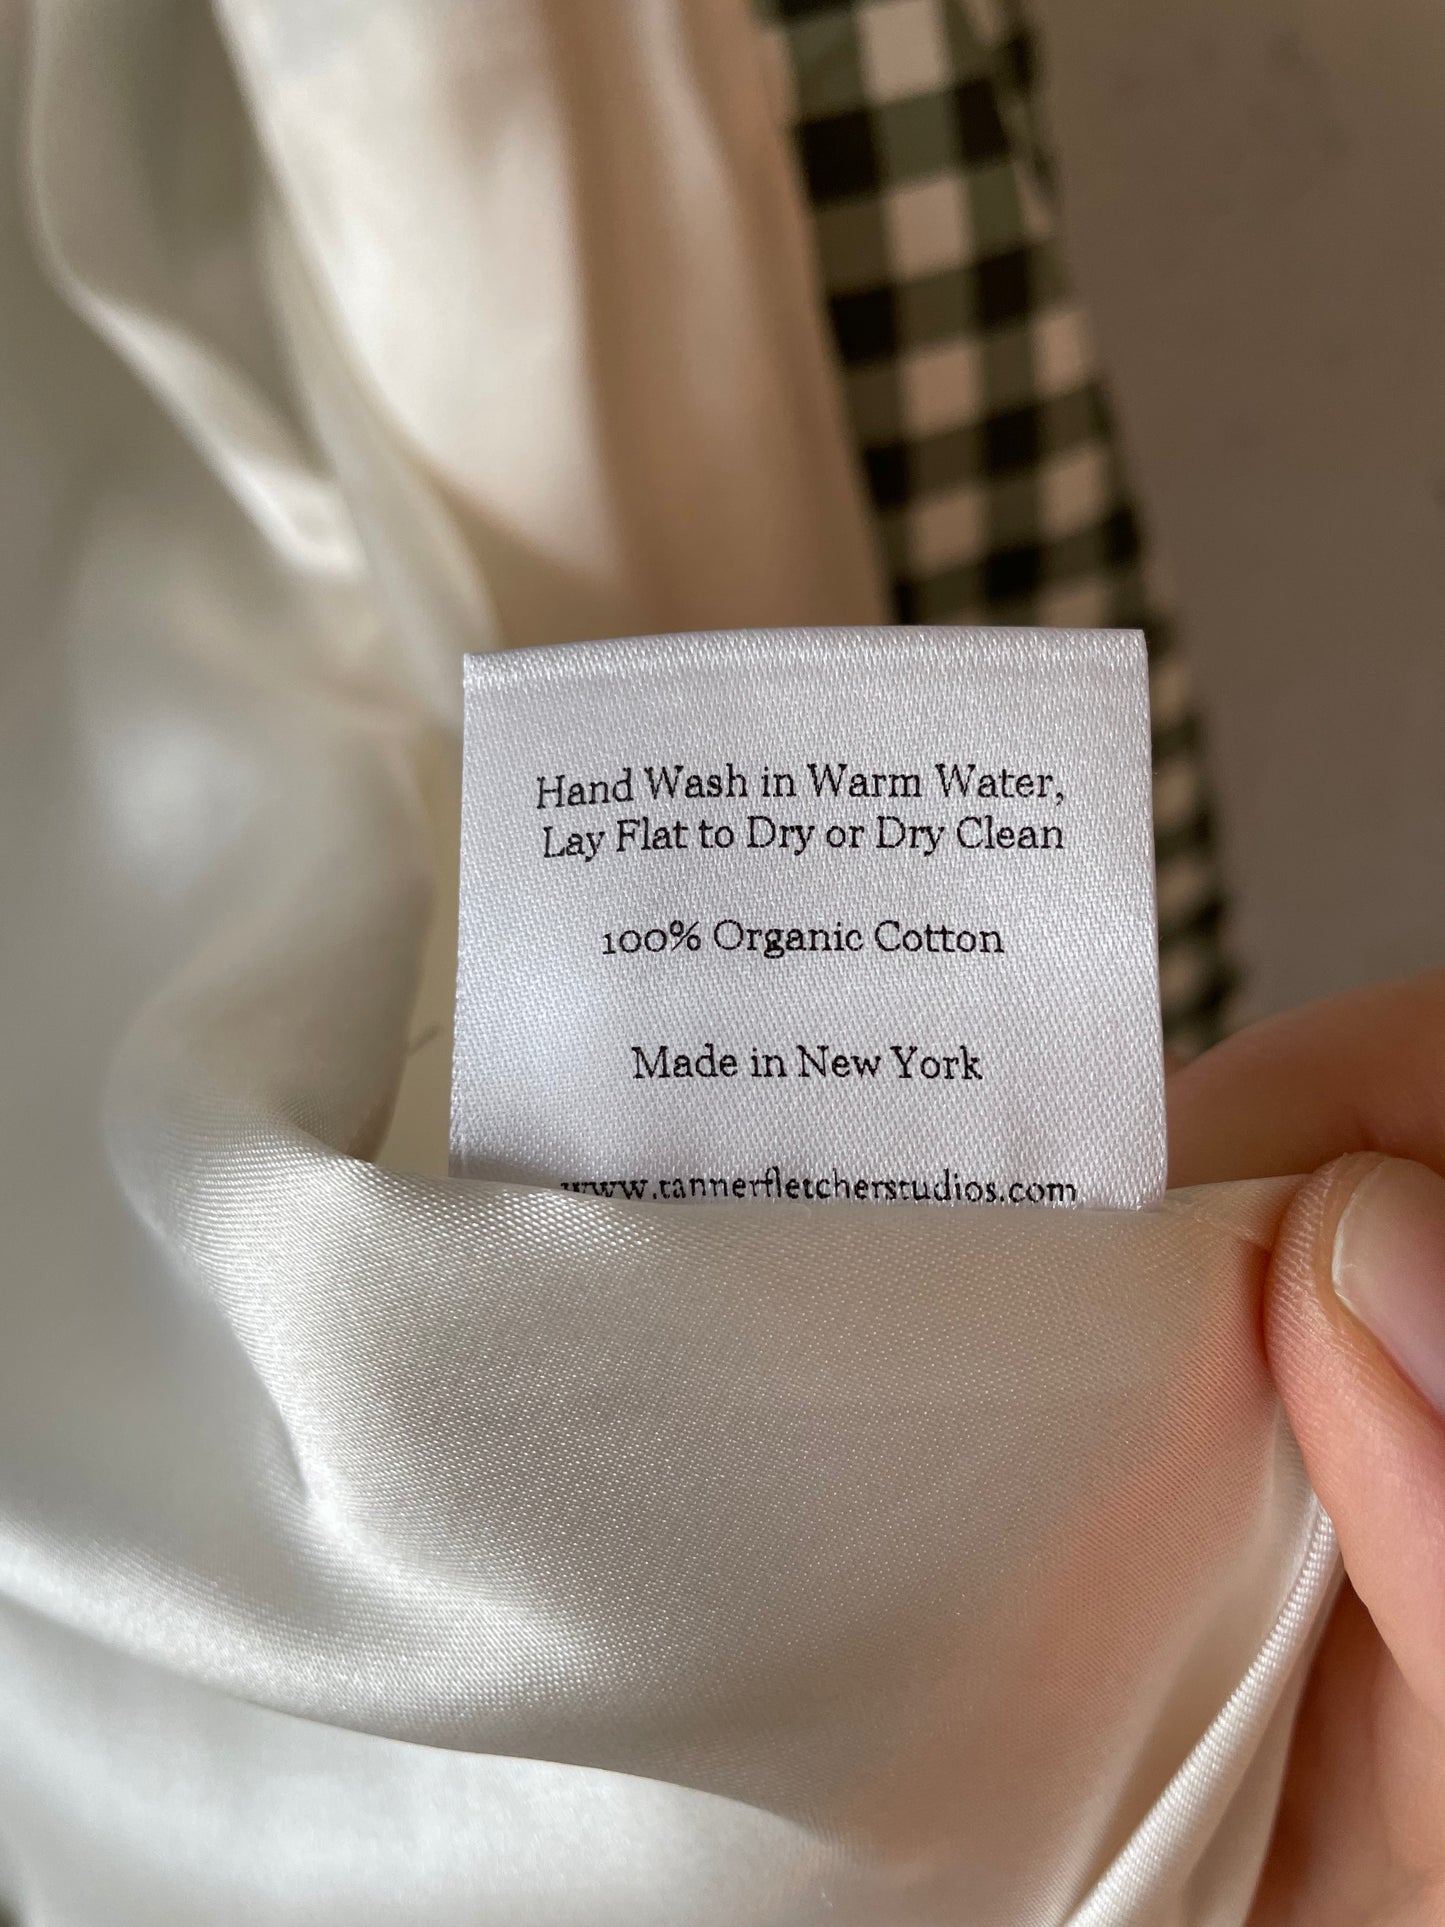 Hand Wash in Warm Water,
Lay Flat to Dry or Dry Clean
100% Organic Cotton
Made in New York
www.tannerfletcherstudios.com